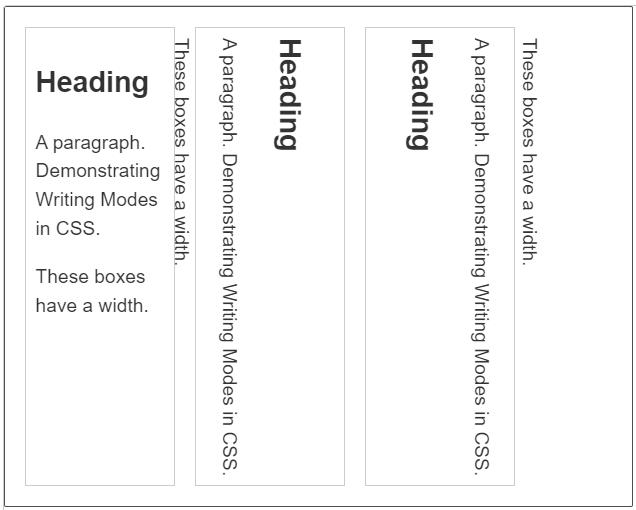 Heading
A paragraph.
Demonstrating
Writing Modes
in CSS.
These boxes
have a width.
Heading
A paragraph. Demonstrating Writing Modes in CSS.
These boxes have a width.
Heading
A paragraph. Demonstrating Writing Modes in CSS.
These boxes have a width.